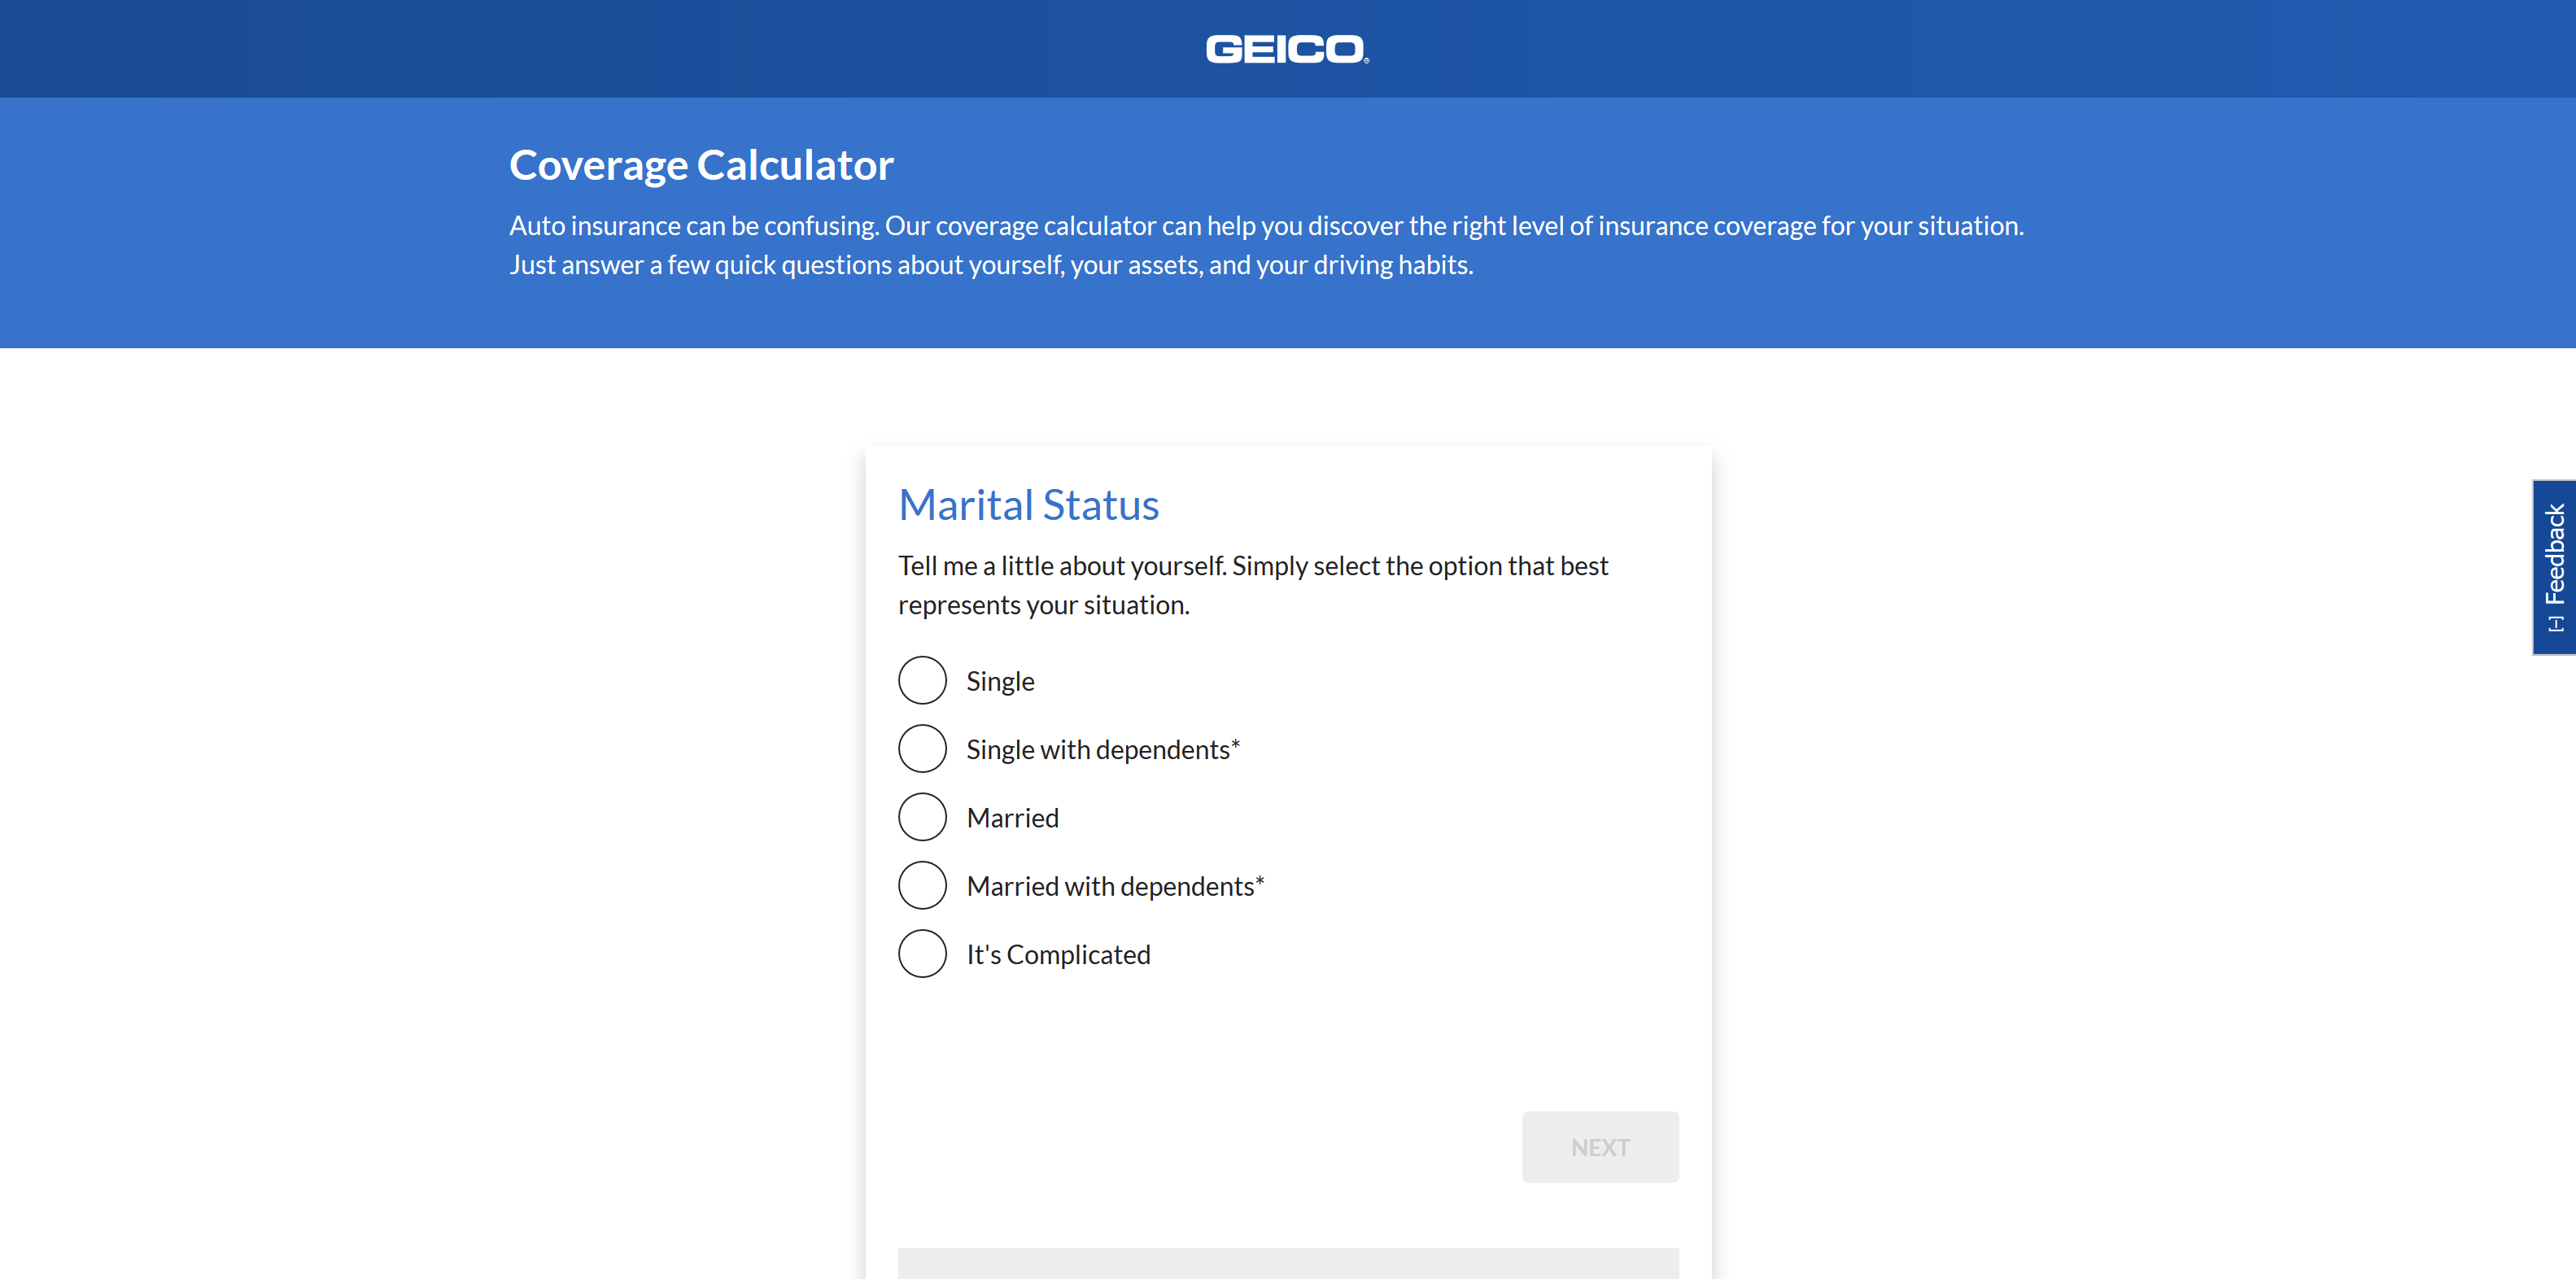 GEICO®
Coverage Calculator
Auto insurance can be confusing. Our coverage calculator can help you discover the right level of insurance coverage for your situation.
Just answer a few quick questions about yourself, your assets, and your driving habits.
Marital Status
Tell me a little about yourself. Simply select the option that best
represents your situation.
Single
Single with dependents*
Married
Married with dependents*
It's Complicated
NEXT
[-] Feedback